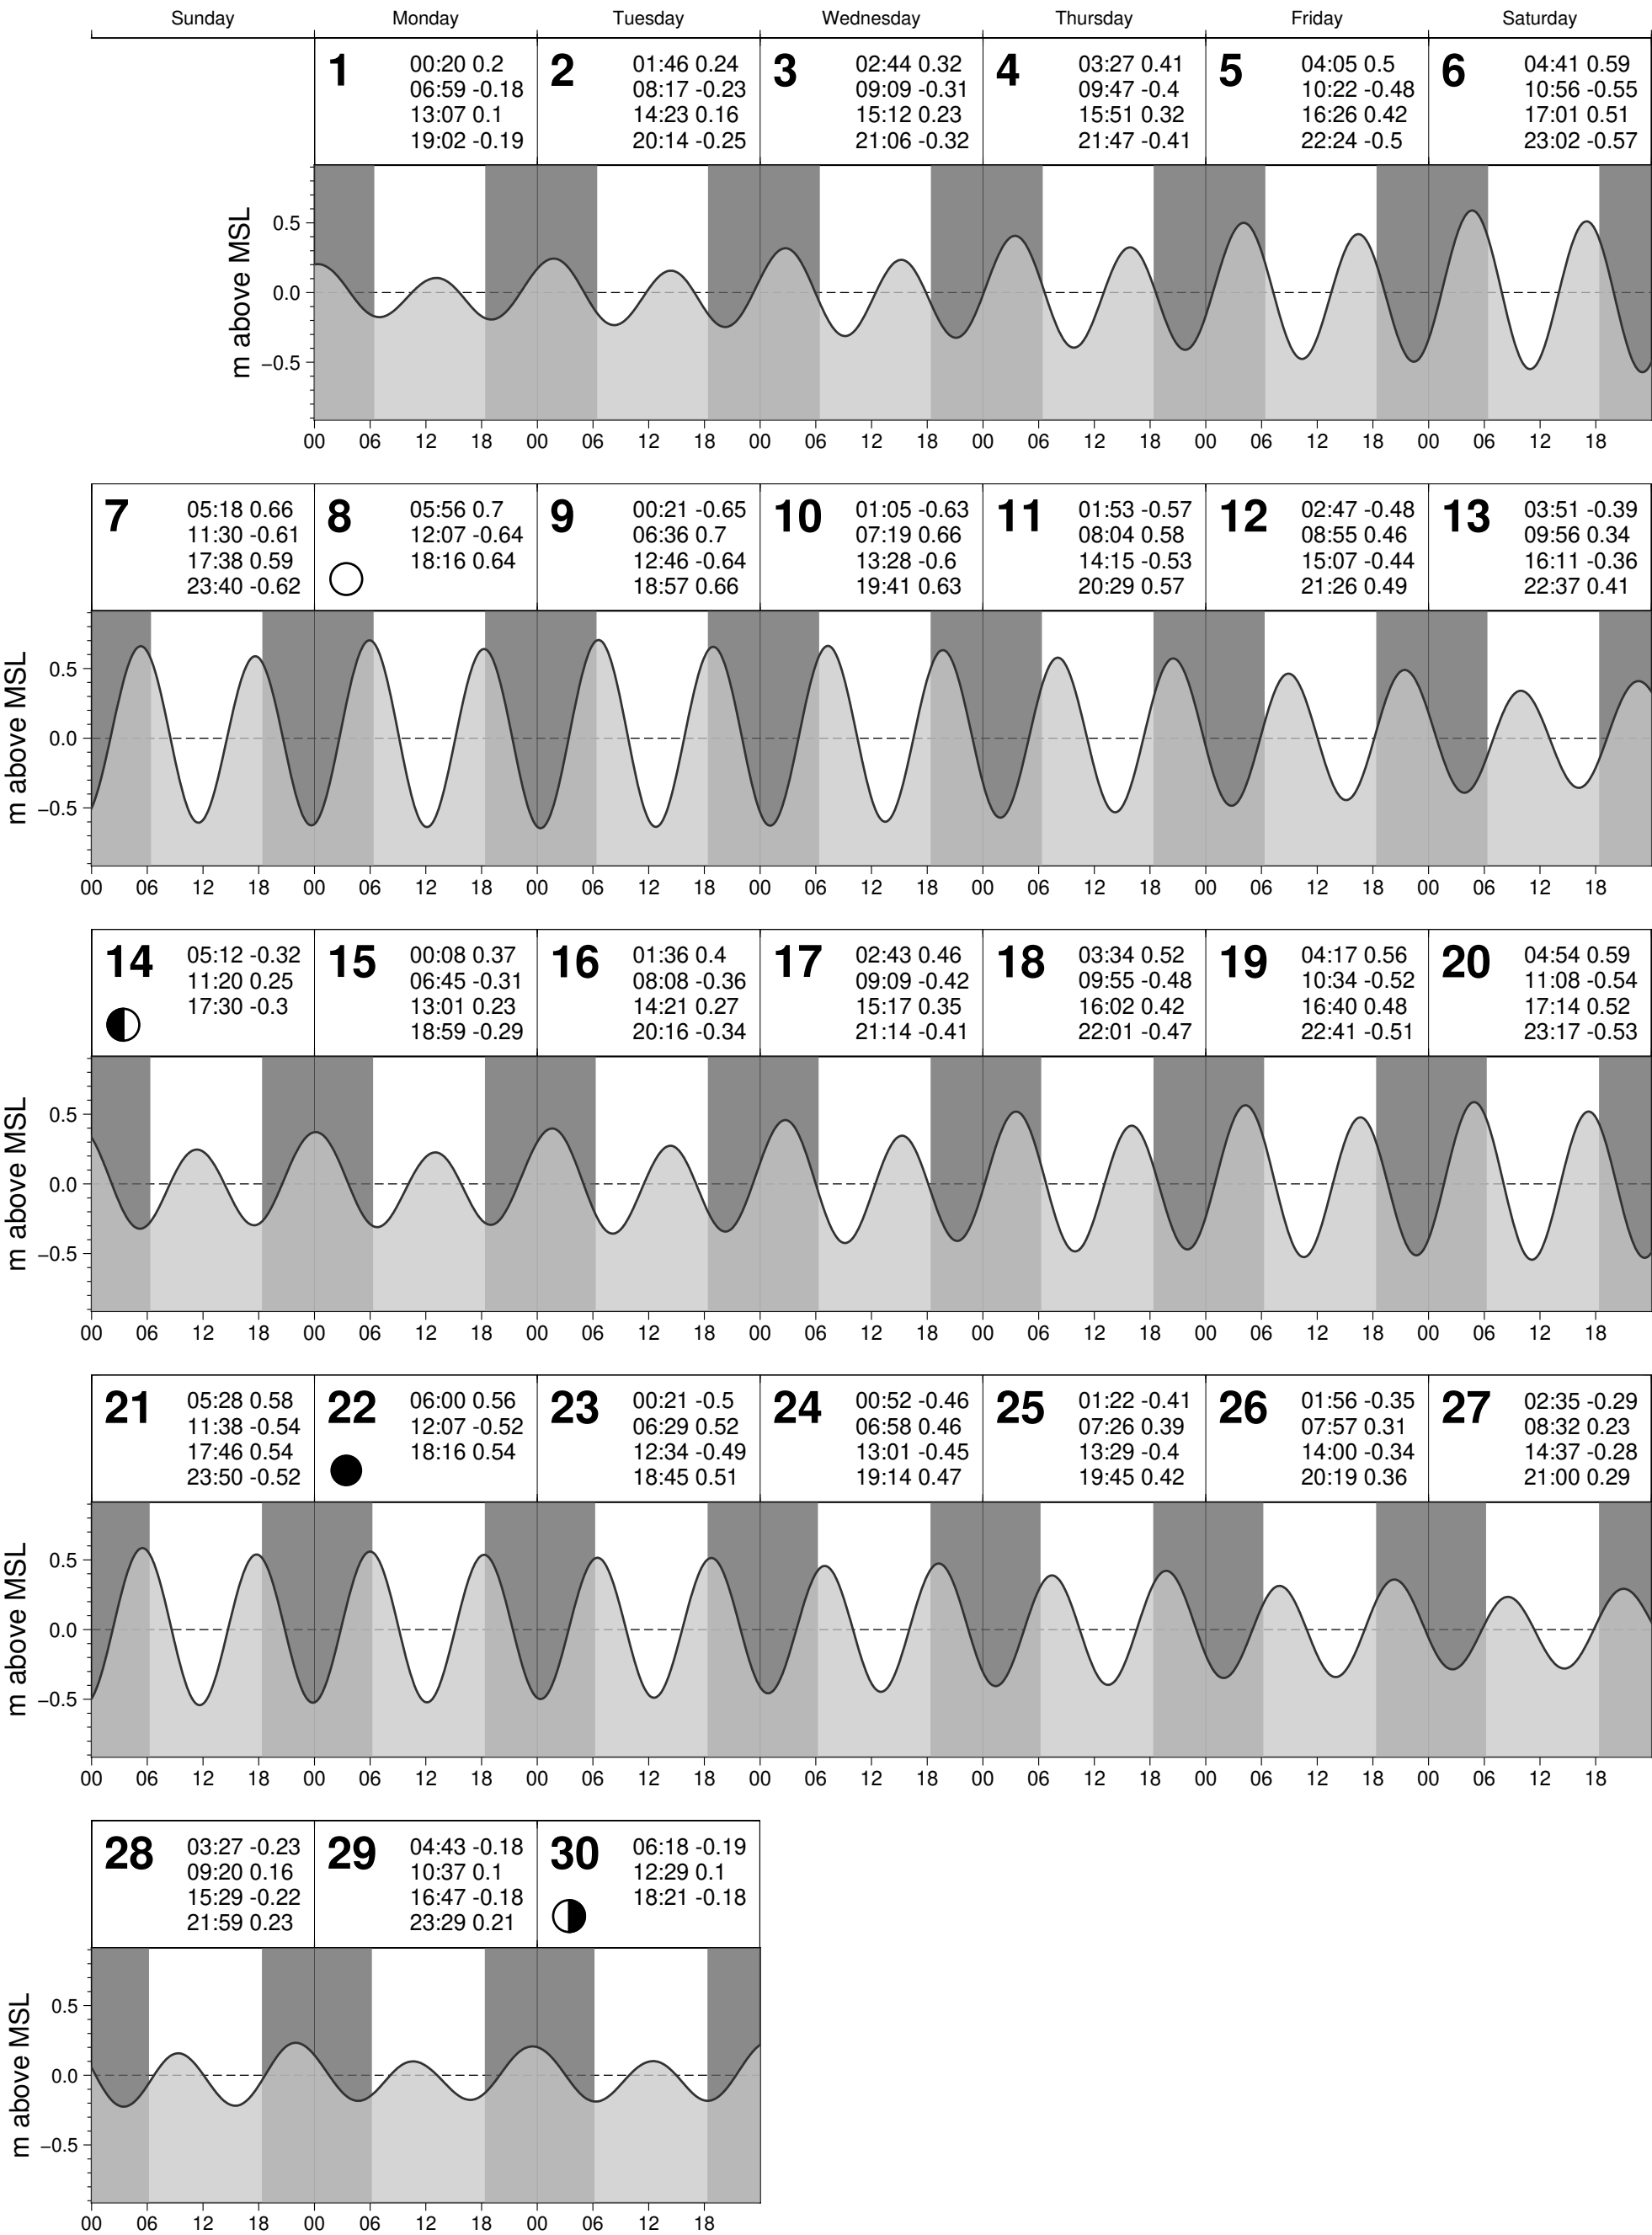 Sunday Monday Tuesday Wednesday Thursday Friday Saturday
1 2 3 4 5 6
00:20 0.2 01:46 0.24 02:44 0.32 03:27 0.41 04:05 0.5 04:41 0.59
06:59 -0.18 08:17 -0.23 09:09 -0.31 09:47 -0.4 10:22 -0.48 10:56 -0.55
13:07 0.1 14:23 0.16 15:12 0.23 15:51 0.32 16:26 0.42 17:01 0.51
19:02 -0.19 20:14 -0.25 21:06 -0.32 21:47 -0.41 22:24 -0.5 23:02 -0.57
m above MSL
0.5
0.0
−0.5
00 06 12 18 00 06 12 18 00 06 12 18 00 06 12 18 00 06 12 18 00 06 12 18
7 8 9 10 11 12 13
05:18 0.66 05:56 0.7 00:21 -0.65 01:05 -0.63 01:53 -0.57 02:47 -0.48 03:51 -0.39
11:30 -0.61 12:07 -0.64 06:36 0.7 07:19 0.66 08:04 0.58 08:55 0.46 09:56 0.34
17:38 0.59 18:16 0.64 12:46 -0.64 13:28 -0.6 14:15 -0.53 15:07 -0.44 16:11 -0.36
23:40 -0.62 18:57 0.66 19:41 0.63 20:29 0.57 21:26 0.49 22:37 0.41
m above MSL
0.5
0.0
−0.5
00 06 12 18 00 06 12 18 00 06 12 18 00 06 12 18 00 06 12 18 00 06 12 18 00 06 12 18
14 15 16 17 18 19 20
05:12 -0.32 00:08 0.37 01:36 0.4 02:43 0.46 03:34 0.52 04:17 0.56 04:54 0.59
11:20 0.25 06:45 -0.31 08:08 -0.36 09:09 -0.42 09:55 -0.48 10:34 -0.52 11:08 -0.54
17:30 -0.3 13:01 0.23 14:21 0.27 15:17 0.35 16:02 0.42 16:40 0.48 17:14 0.52
18:59 -0.29 20:16 -0.34 21:14 -0.41 22:01 -0.47 22:41 -0.51 23:17 -0.53
m above MSL
0.5
0.0
−0.5
00 06 12 18 00 06 12 18 00 06 12 18 00 06 12 18 00 06 12 18 00 06 12 18 00 06 12 18
21 22 23 24 25 26 27
05:28 0.58 06:00 0.56 00:21 -0.5 00:52 -0.46 01:22 -0.41 01:56 -0.35 02:35 -0.29
11:38 -0.54 12:07 -0.52 06:29 0.52 06:58 0.46 07:26 0.39 07:57 0.31 08:32 0.23
17:46 0.54 18:16 0.54 12:34 -0.49 13:01 -0.45 13:29 -0.4 14:00 -0.34 14:37 -0.28
23:50 -0.52 18:45 0.51 19:14 0.47 19:45 0.42 20:19 0.36 21:00 0.29
m above MSL
0.5
0.0
−0.5
00 06 12 18 00 06 12 18 00 06 12 18 00 06 12 18 00 06 12 18 00 06 12 18 00 06 12 18
28 29 30
03:27 -0.23 04:43 -0.18 06:18 -0.19
09:20 0.16 10:37 0.1 12:29 0.1
15:29 -0.22 16:47 -0.18 18:21 -0.18
21:59 0.23 23:29 0.21
m above MSL
0.5
0.0
−0.5
00 06 12 18 00 06 12 18 00 06 12 18